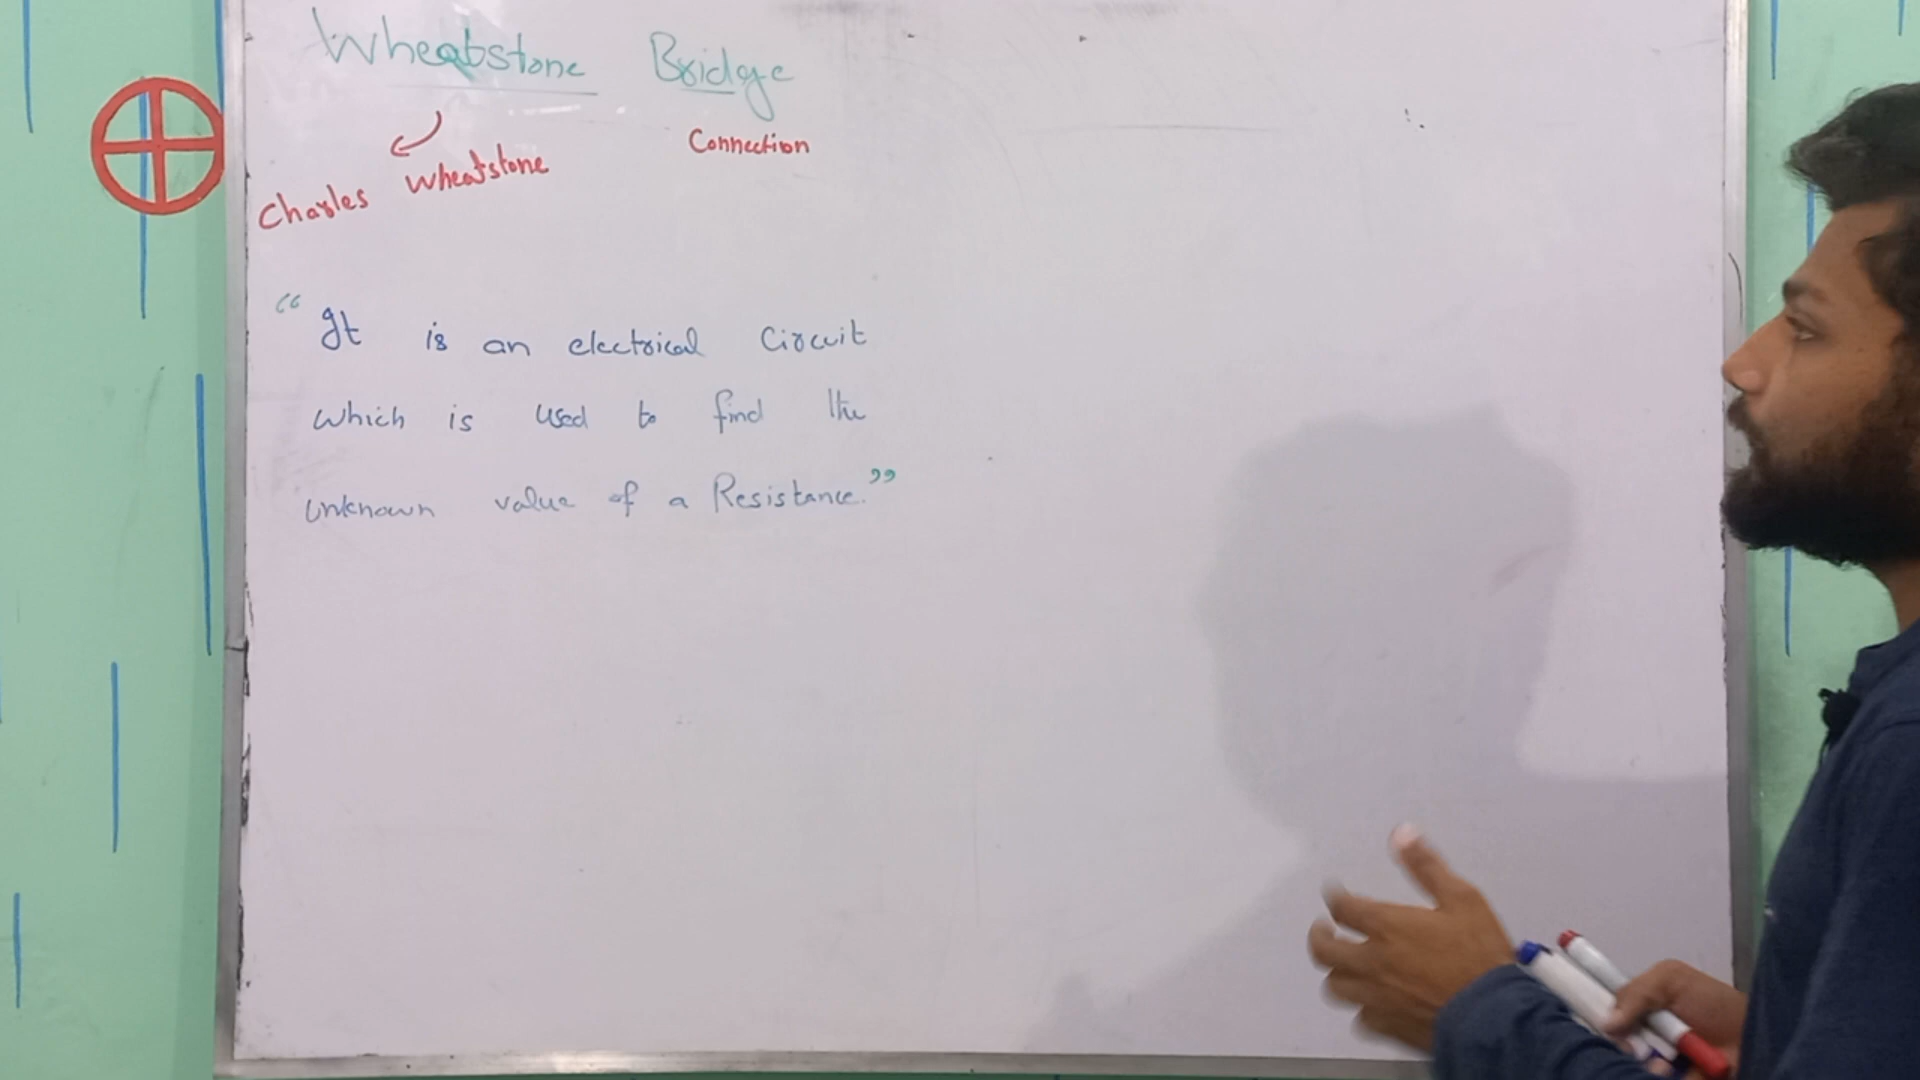 Wheatstone Bridge
Connection
Charles Wheatstone
“ It is an electrical Circuit
which is used to find the
unknown value of a Resistance.”